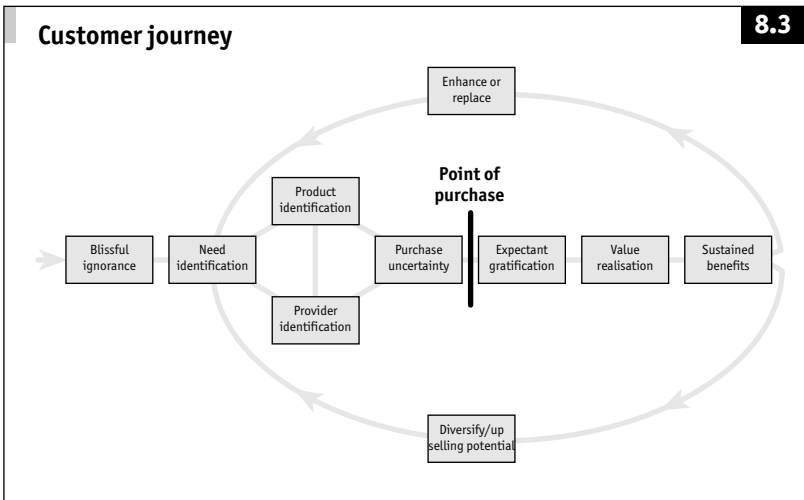 Customer journey
8.3
Enhance or
replace
Point of
purchase
Product
identification
Blissful
ignorance
Need
identification
Purchase
uncertainty
Expectant
gratification
Value
realisation
Sustained
benefits
Provider
identification
Diversify/up
selling potential